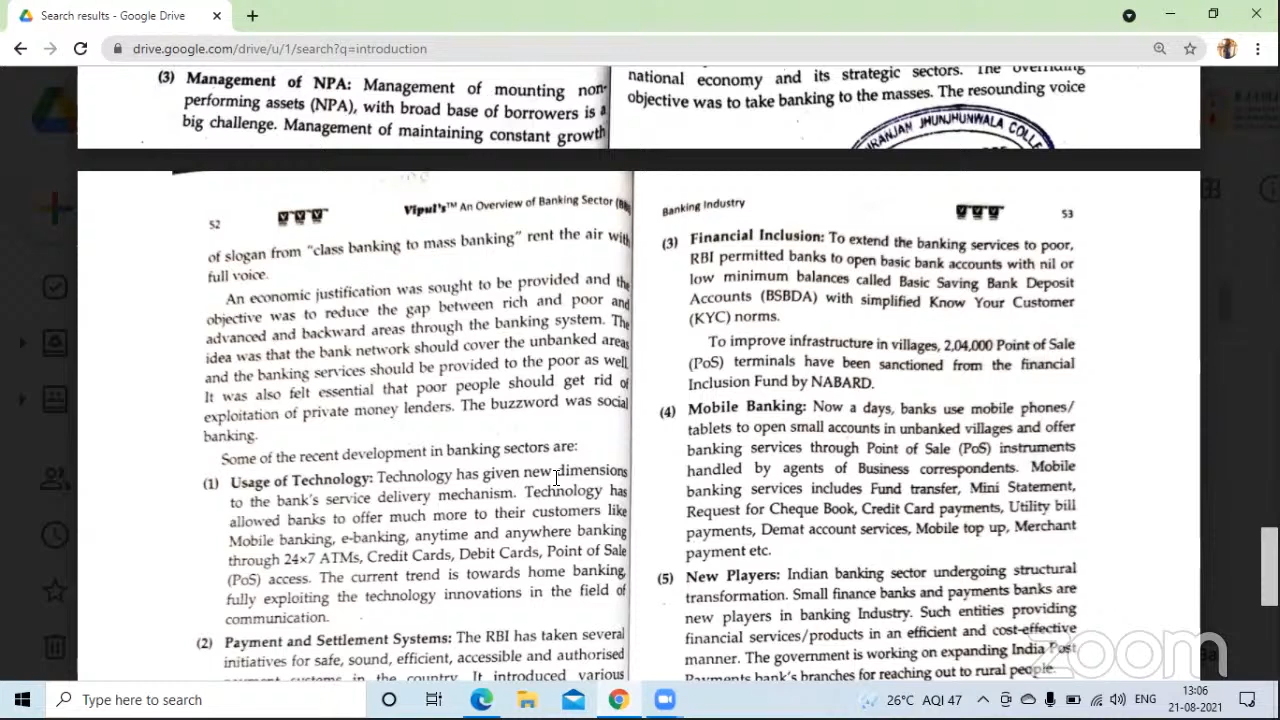 Search results - Google Drive
drive.google.com/drive/u/1/search?q=introduction
(3) Management of NPA: Management of mounting non-
performing assets (NPA), with broad base of borrowers is a
big challenge. Management of maintaining constant growth
national economy and its strategic sectors. The overriding
objective was to take banking to the masses. The resounding voice
IRANJAN JHUNJHUNWALA COLL
52 Vipul's™ An Overview of Banking Sector
of slogan from "class banking to mass banking" rent the air with
full voice.
An economic justification was sought to be provided and the
objective was to reduce the gap between rich and poor and
advanced and backward areas through the banking system. The
idea was that the bank network should cover the unbanked areas
and the banking services should be provided to the poor as well.
It was also felt essential that poor people should get rid of
exploitation of private money lenders. The buzzword was social
banking.
Some of the recent development in banking sectors are:
(1) Usage of Technology: Technology has given new dimensions
to the bank's service delivery mechanism. Technology has
allowed banks to offer much more to their customers like
Mobile banking, e-banking, anytime and anywhere banking
through 24×7 ATMs, Credit Cards, Debit Cards, Point of Sale
(PoS) access. The current trend is towards home banking,
fully exploiting the technology innovations in the field of
communication.
(2) Payment and Settlement Systems: The RBI has taken several
initiatives for safe, sound, efficient, accessible and authorised
payment systems in the country. It introduced various
Banking Industry 53
(3) Financial Inclusion: To extend the banking services to poor,
RBI permitted banks to open basic bank accounts with nil or
low minimum balances called Basic Saving Bank Deposit
Accounts (BSBDA) with simplified Know Your Customer
(KYC) norms.
To improve infrastructure in villages, 2,04,000 Point of Sale
(PoS) terminals have been sanctioned from the financial
Inclusion Fund by NABARD.
(4) Mobile Banking: Now a days, banks use mobile phones/
tablets to open small accounts in unbanked villages and offer
banking services through Point of Sale (PoS) instruments
handled by agents of Business correspondents. Mobile
banking services includes Fund transfer, Mini Statement,
Request for Cheque Book, Credit Card payments, Utility bill
payments, Demat account services, Mobile top up, Merchant
payment etc.
(5) New Players: Indian banking sector undergoing structural
transformation. Small finance banks and payments banks are
new players in banking Industry. Such entities providing
financial services/products in an efficient and cost-effective
manner. The government is working on expanding India Post
Payments bank's branches for reaching out to rural people.
zoom
Type here to search
26°C AQI 47
ENG
13:06
21-08-2021